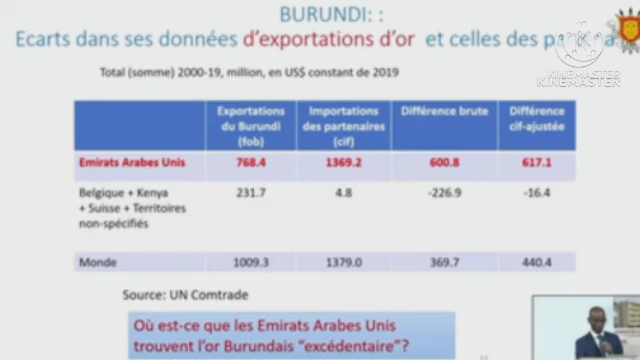 BURUNDI: :
Ecarts dans ses données d'exportations d'or et celles des
KINEMASTER
KINEMASTER
Total (somme) 2000-19, million, en US$ constant de 2019
Exportations du Burundi (fob) Importations des partenaires (cif) Différence brute Différence cif-ajustée
Emirats Arabes Unis 768.4 1369.2 600.8 617.1
Belgique + Kenya 231.7 4.8 -226.9 -16.4
+ Suisse + Territoires
non-spécifiés
Monde 1009.3 1379.0 369.7 440.4
Source: UN Comtrade
Où est-ce que les Emirats Arabes Unis
trouvent l'or Burundais "excédentaire"?